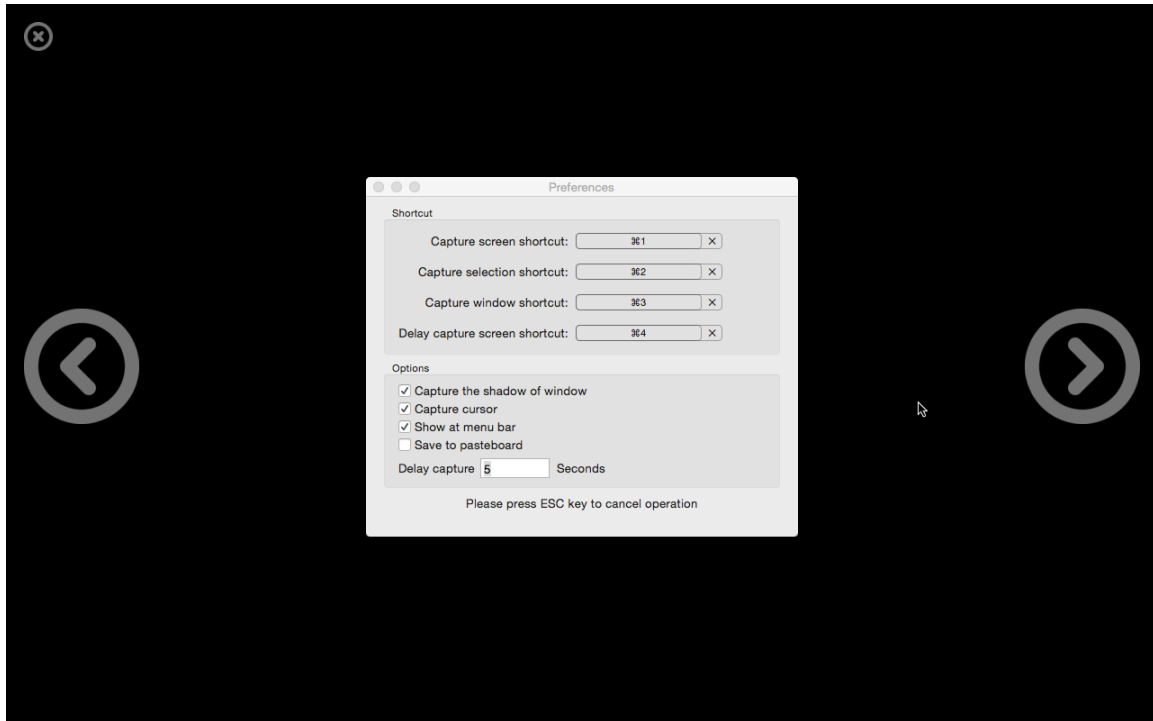 Preferences
Shortcut
Capture screen shortcut: ⌘1
Capture selection shortcut: ⌘2
Capture window shortcut: ⌘3
Delay capture screen shortcut: ⌘4
Options
Capture the shadow of window
Capture cursor
Show at menu bar
Save to pasteboard
Delay capture 5 Seconds
Please press ESC key to cancel operation